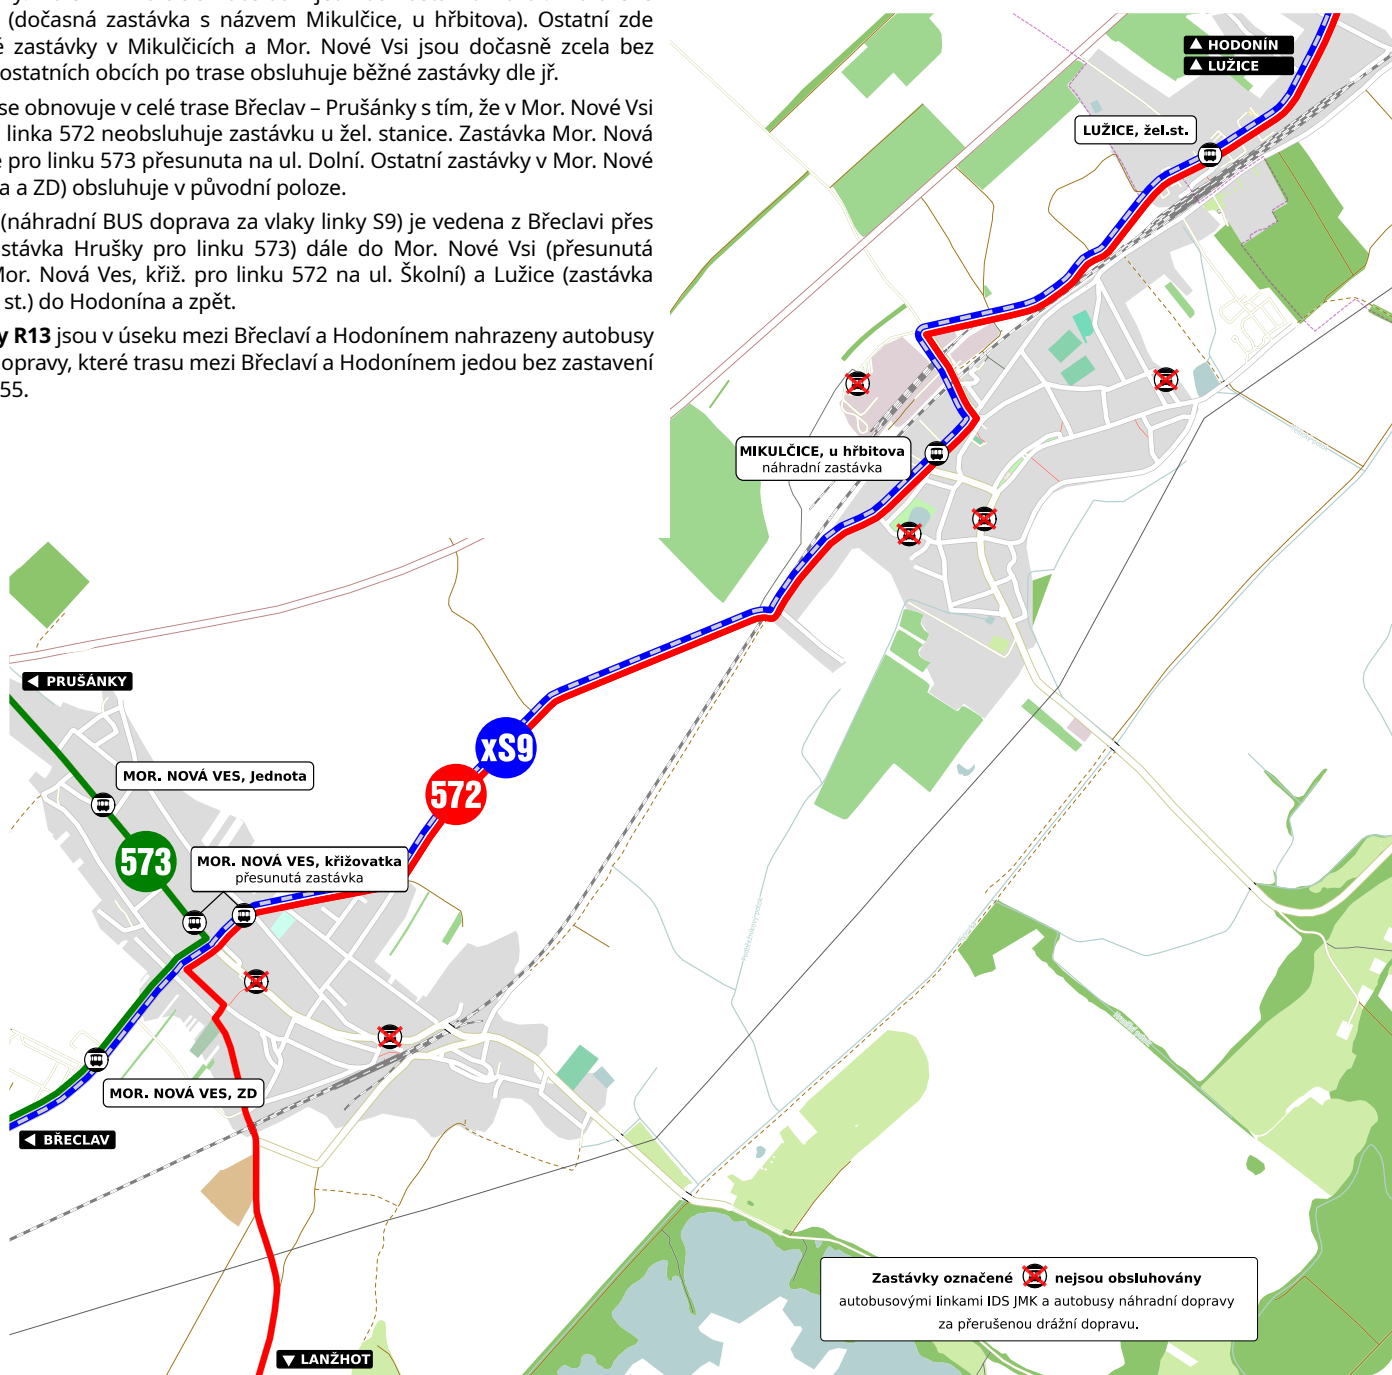 (dočasná zastávka s názvem Mikulčice, u hřbitova). Ostatní zde
zastávky v Mikulčicích a Mor. Nové Vsi jsou dočasně zcela bez
ostatních obcích po trase obsluhuje běžné zastávky dle jř.
se obnovuje v celé trase Břeclav – Prušánky s tím, že v Mor. Nové Vsi
linka 572 neobsluhuje zastávku u žel. stanice. Zastávka Mor. Nová
pro linku 573 přesunuta na ul. Dolní. Ostatní zastávky v Mor. Nové
a ZD) obsluhuje v původní poloze.
(náhradní BUS doprava za vlaky linky S9) je vedena z Břeclavi přes
stávka Hrušky pro linku 573) dále do Mor. Nové Vsi (přesunutá
Mor. Nová Ves, křiž. pro linku 572 na ul. Školní) a Lužice (zastávka
st.) do Hodonína a zpět.
y R13 jsou v úseku mezi Břeclaví a Hodonínem nahrazeny autobusy
opravy, které trasu mezi Břeclaví a Hodonínem jedou bez zastavení
55.
▲ HODONÍN
▲ LUŽICE
LUŽICE, žel.st.
MIKULČICE, u hřbitova
náhradní zastávka
◀ PRUŠÁNKY
xS9
MOR. NOVÁ VES, Jednota
572
573
MOR. NOVÁ VES, křižovatka
přesunutá zastávka
MOR. NOVÁ VES, ZD
◀ BŘECLAV
Zastávky označené nejsou obsluhovány
autobusovými linkami IDS JMK a autobusy náhradní dopravy
za přerušenou drážní dopravu.
▼ LANŽHOT